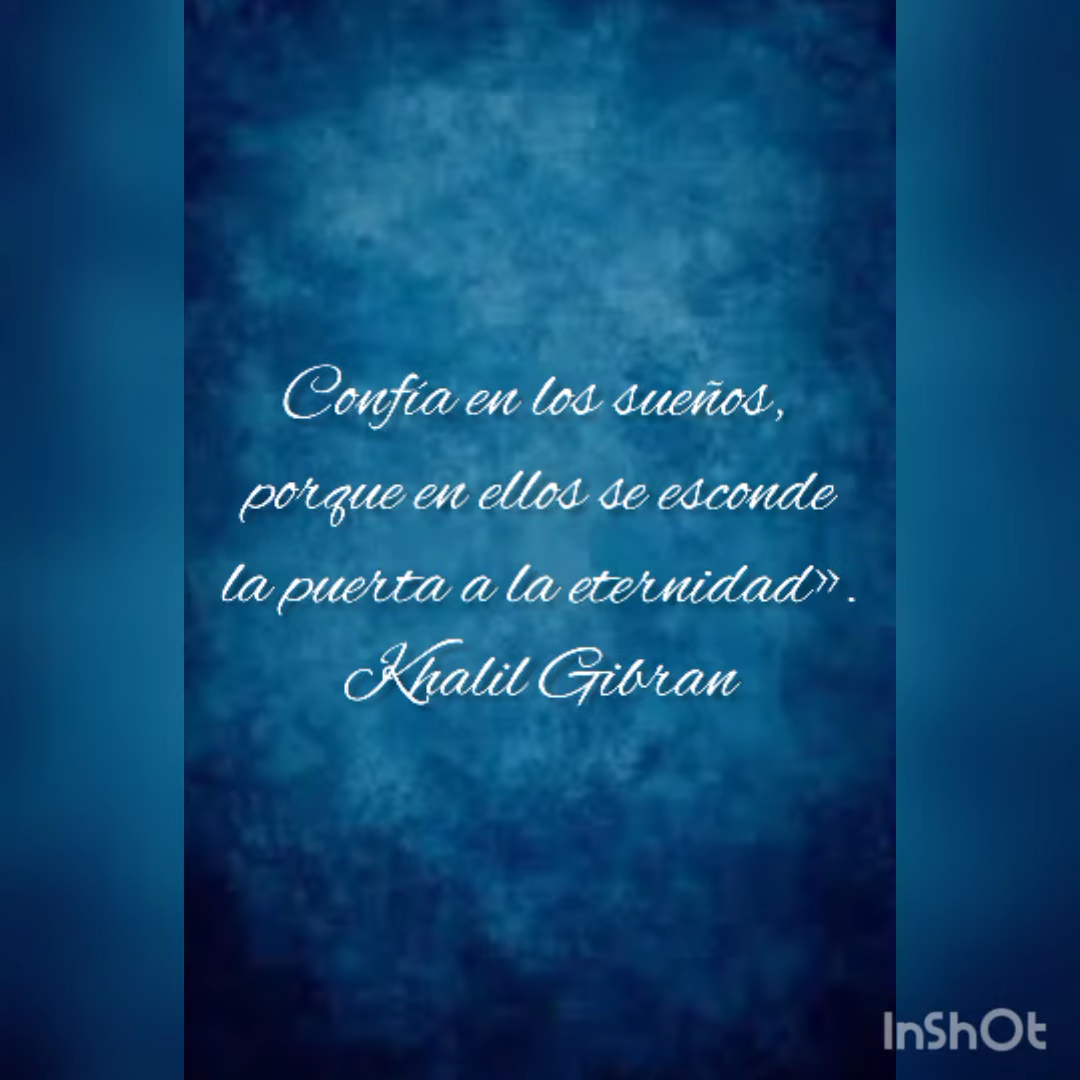 Confía en los sueños,
porque en ellos se esconde
la puerta a la eternidad».
Khalil Gibran
InShOt